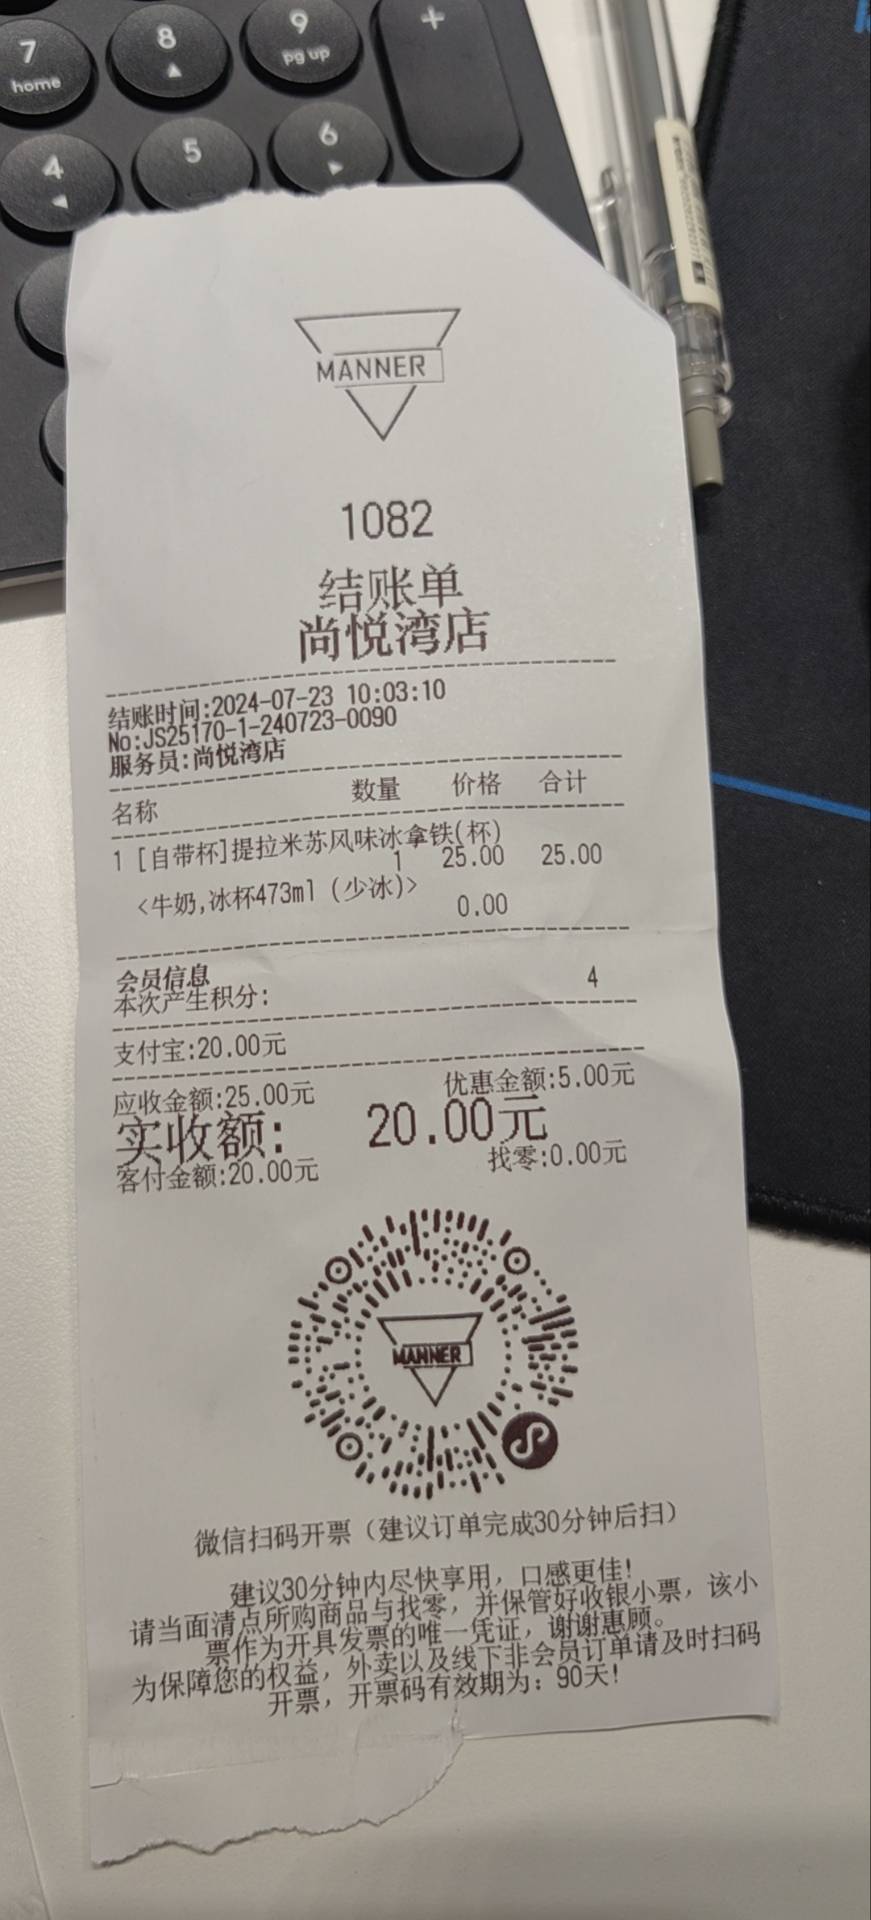 7
home
8
9
pg up
+
4
5
6
MANNER
1082
结账单
尚悦湾店
结账时间:2024-07-23 10:03:10
No:JS25170-1-240723-0090
服务员:尚悦湾店
名称 数量 价格 合计
1 [自带杯]提拉米苏风味冰拿铁(杯)
1 25.00 25.00
<牛奶,冰杯473ml (少冰)>
0.00
会员信息
本次产生积分: 4
支付宝:20.00元
应收金额:25.00元 优惠金额:5.00元
实收额: 20.00元
客付金额:20.00元 找零:0.00元
MANNER
微信扫码开票（建议订单完成30分钟后扫）
建议30分钟内尽快享用，口感更佳!
请当面清点所购商品与找零，并保管好收银小票，该小
票作为开具发票的唯一凭证，谢谢惠顾。
为保障您的权益，外卖以及线下非会员订单请及时扫码
开票，开票码有效期为：90天!